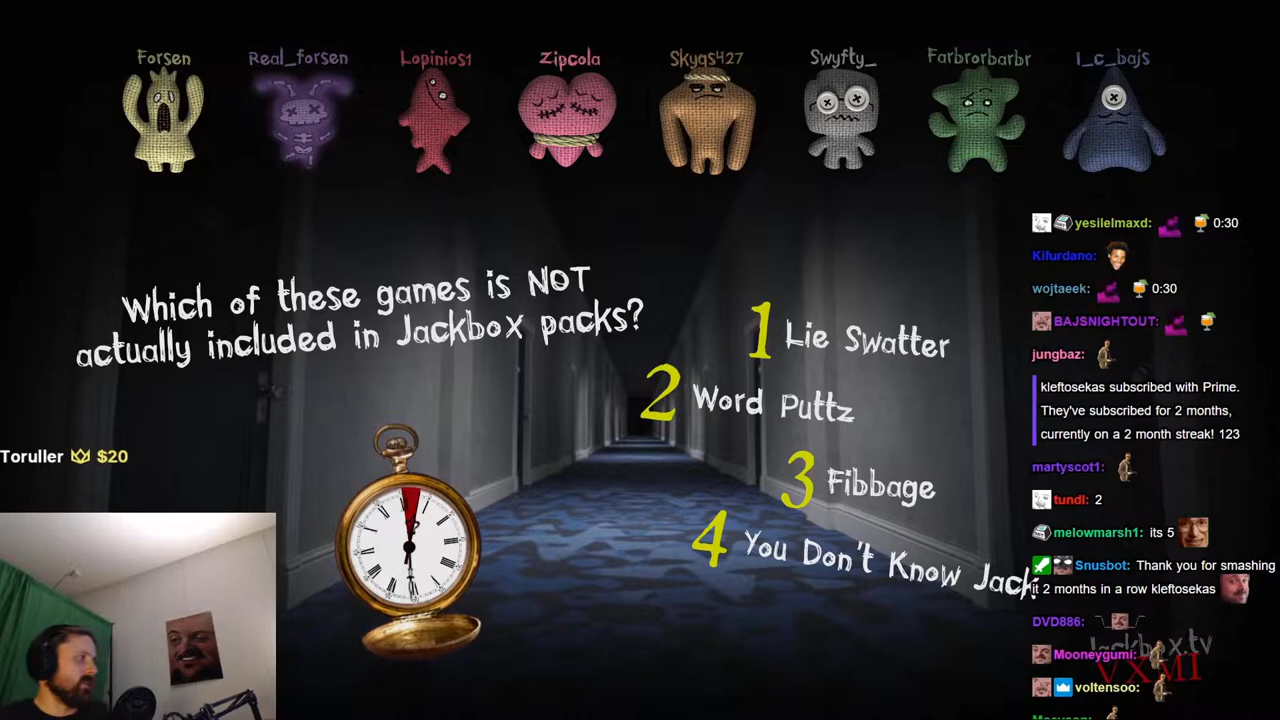 Forsen
Real_forsen
Lopinios1
Zipcola
Skyqs427
Swyfty_
Farbrorbarbr
I_c_bajs
Which of these games is NOT
actually included in Jackbox packs?
1 Lie Swatter
2 Word Puttz
3 Fibbage
4 You Don't Know Jack
Toruller $20
yesilelmaxd: 0:30
Kifurdano:
wojtaeek: 0:30
BAJSNIGHTOUT:
jungbaz:
kleftosekas subscribed with Prime.
They've subscribed for 2 months,
currently on a 2 month streak! 123
martyscot1:
tundl: 2
melowmarsh1: its 5
Snusbot: Thank you for smashing
it 2 months in a row kleftosekas
DVD886:
Jackbox.tv
Mooneygumi:
VXMI
voltensoo: